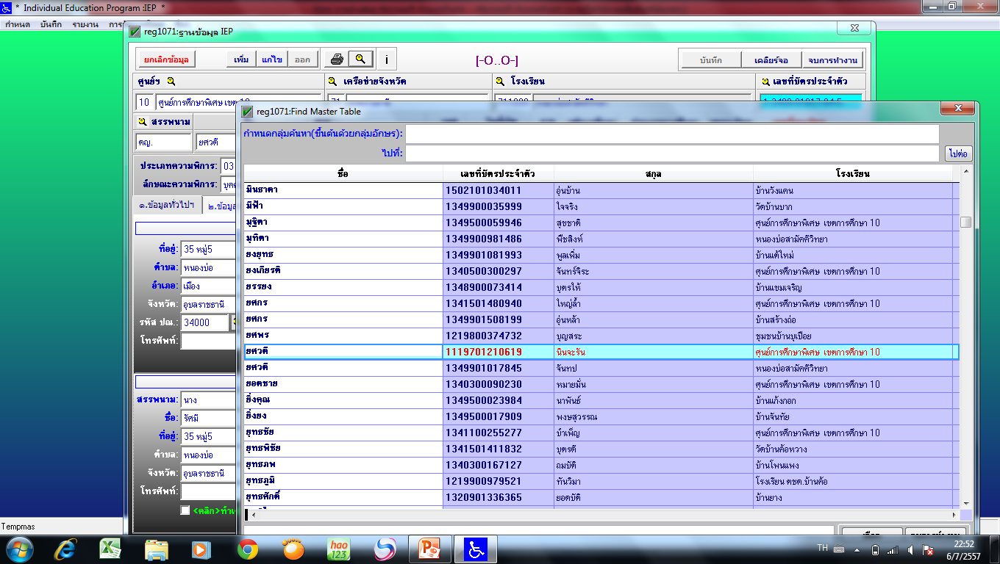 * Individual Education Program :IEP *
กำหนด บันทึก รายงาน
reg1071:ฐานข้อมูล IEP
ยกเลิกข้อมูล เพิ่ม แก้ไข ออก i [-O..O-] บันทึก เคลียร์จอ จบการทำงาน
ศูนย์ฯ เครือข่ายจังหวัด โรงเรียน เลขที่บัตรประจำตัว
10 ศูนย์การศึกษาพิเศษ เขต 10
สรรพนาม
ดญ. ยศวดี
ประเภทความพิการ: 03
ลักษณะความพิการ:
๑.ข้อมูลทั่วไปฯ ๒.ข้อมูล
ที่อยู่: 35 หมู่5
ตำบล: หนองบ่อ
อำเภอ: เมือง
จังหวัด: อุบลราชธานี
รหัส ปณ.: 34000
โทรศัพท์:
สรรพนาม: นาง
ชื่อ: รัศมี
ที่อยู่: 35 หมู่5
ตำบล: หนองบ่อ
จังหวัด: อุบลราชธานี
โทรศัพท์:
reg1071:Find Master Table
กำหนดกลุ่มค้นหา(ขึ้นต้นด้วยกลุ่มอักษร):
ไปที่: ไปต่อ
ชื่อ เลขที่บัตรประจำตัว สกุล โรงเรียน
มินธาดา 1502101034011 อุ่นบ้าน บ้านวังแคน
มีฟ้า 1349900035999 ใจจริง วัดบ้านบาก
มุฐิตา 1349500059946 สุขชาติ ศูนย์การศึกษาพิเศษ เขตการศึกษา 10
มุทิตา 1349900981486 พืชสิงห์ หนองบ่อสามัคคีวิทยา
ยงยุทธ 1349901081993 พูลเพิ่ม บ้านแต้ใหม่
ยงเกียรติ 1340500300297 จันทร์จิระ ศูนย์การศึกษาพิเศษ เขตการศึกษา 10
ยรรยง 1348900073414 บุตรให้ บ้านแขมเจริญ
ยศกร 1341501480940 ใหญ่ล้ำ ศูนย์การศึกษาพิเศษ เขตการศึกษา 10
ยศกร 1349901508199 อุ่นหล้า บ้านสร้างถ่อ
ยศพร 1219800374732 บุญสระ ชุมชนบ้านบุเปือย
ยศวดี 1119701210619 นินจะรัน ศูนย์การศึกษาพิเศษ เขตการศึกษา 10
ยศวดี 1349901017845 จันทป หนองบ่อสามัคคีวิทยา
ยอดชาย 1340300090230 หมายมั่น ศูนย์การศึกษาพิเศษ เขตการศึกษา 10
ยิ่งคุณ 1349500023984 นาพันธ์ บ้านแก้งกอก
ยิ่งยง 1349500017909 พงษสุวรรณ บ้านจันทัย
ยุทธชัย 1341100255277 บำเพ็ญ ศูนย์การศึกษาพิเศษ เขตการศึกษา 10
ยุทธพิชัย 1341501411832 บุตรดี วัดบ้านค้อหวาง
ยุทธภพ 1340300167127 ถมบัติ บ้านโพนแพง
ยุทธภูมิ 1219900979521 ทันวิมา โรงเรียน ตชด.บ้านค้อ
ยุทธศักดิ์ 1320901336365 ยอดบัติ บ้านยาง
Tempmas
hao
123
TH
22:52
6/7/2557